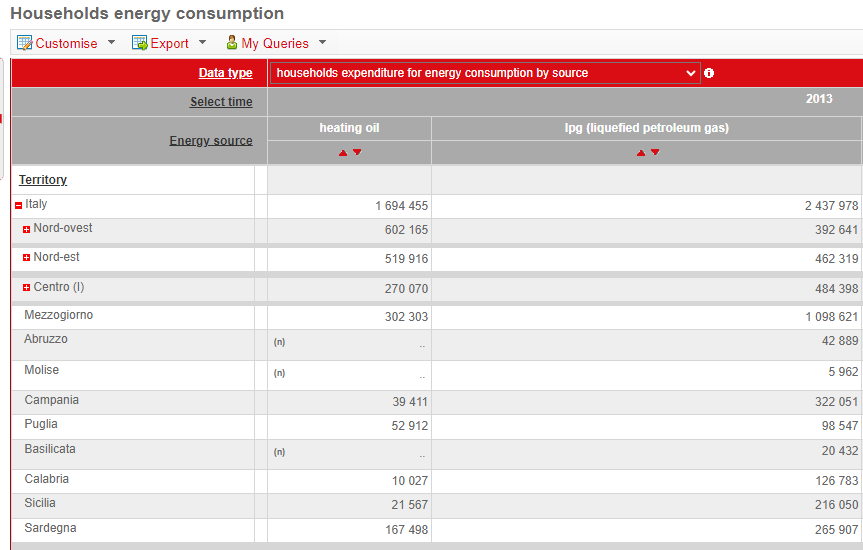 Households energy consumption
Customise Export My Queries
Data type households expenditure for energy consumption by source
Select time 2013
Energy source heating oil lpg (liquefied petroleum gas)
Territory
Italy 1 694 455 2 437 978
Nord-ovest 602 165 392 641
Nord-est 519 916 462 319
Centro (I) 270 070 484 398
Mezzogiorno 302 303 1 098 621
Abruzzo (n) .. 42 889
Molise (n) .. 5 962
Campania 39 411 322 051
Puglia 52 912 98 547
Basilicata (n) .. 20 432
Calabria 10 027 126 783
Sicilia 21 567 216 050
Sardegna 167 498 265 907